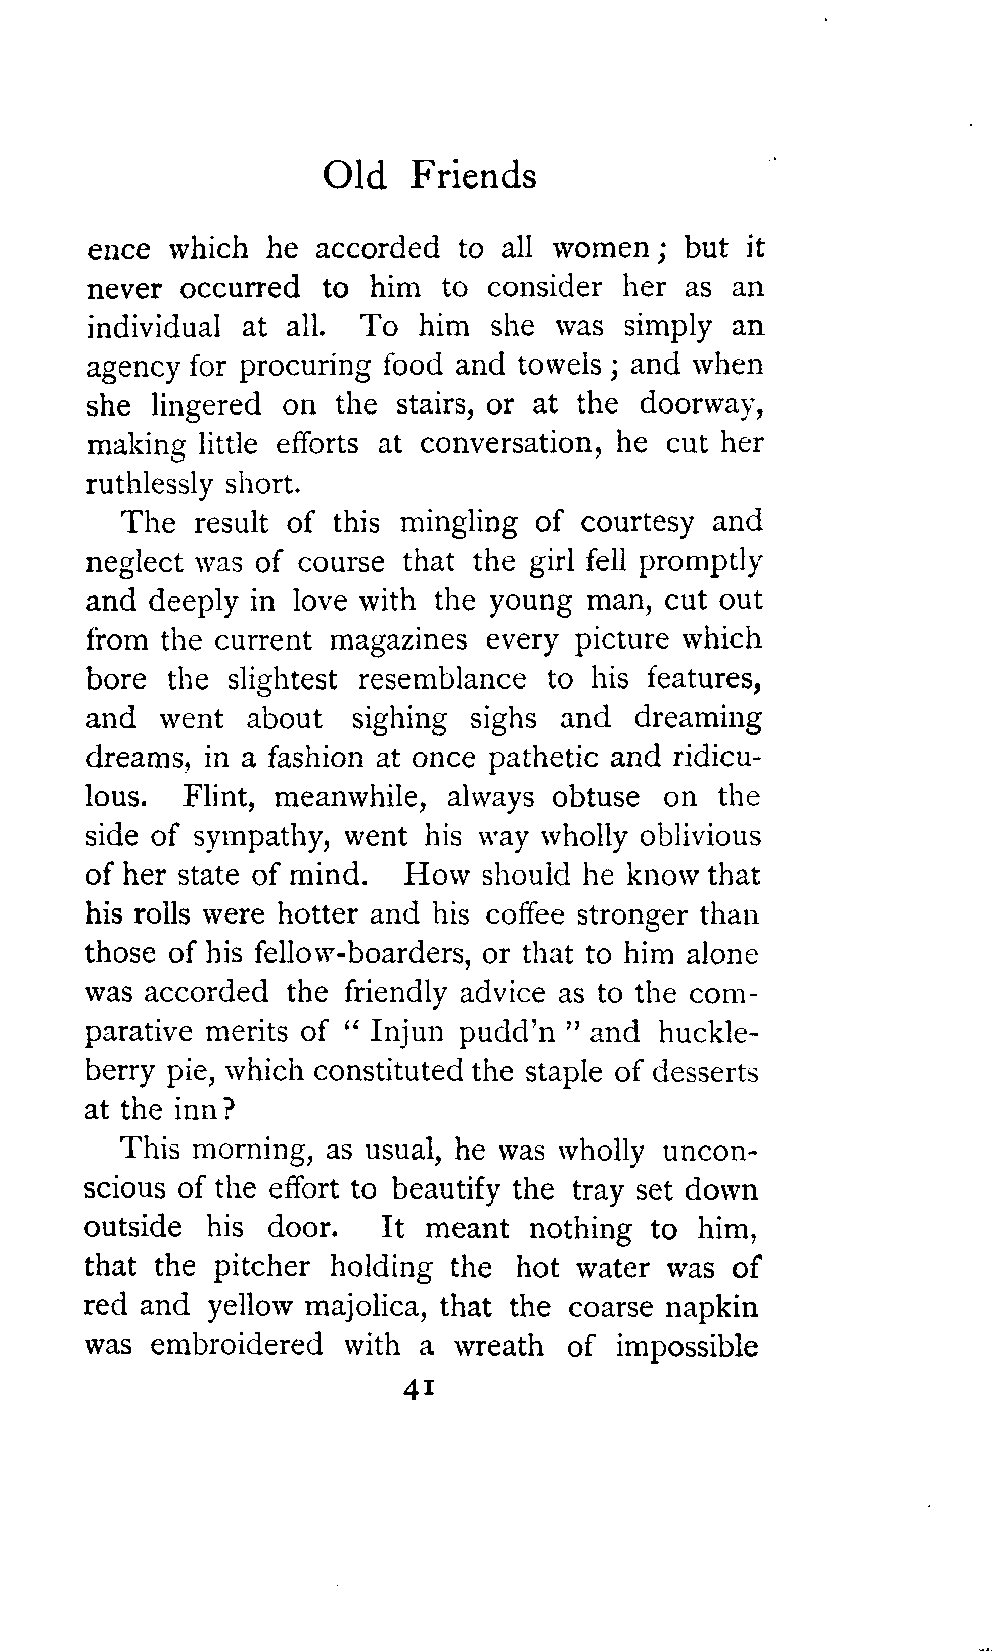 Old Friends
ence which he accorded to all women; but it
never occurred to him to consider her as an
individual at all. To him she was simply an
agency for procuring food and towels; and when
she lingered on the stairs, or at the doorway,
making little efforts at conversation, he cut her
ruthlessly short.
The result of this mingling of courtesy and
neglect was of course that the girl fell promptly
and deeply in love with the young man, cut out
from the current magazines every picture which
bore the slightest resemblance to his features,
and went about sighing sighs and dreaming
dreams, in a fashion at once pathetic and ridicu-
lous. Flint, meanwhile, always obtuse on the
side of sympathy, went his way wholly oblivious
of her state of mind. How should he know that
his rolls were hotter and his coffee stronger than
those of his fellow-boarders, or that to him alone
was accorded the friendly advice as to the com-
parative merits of “ Injun pudd'n ” and huckle-
berry pie, which constituted the staple of desserts
at the inn?
This morning, as usual, he was wholly uncon-
scious of the effort to beautify the tray set down
outside his door. It meant nothing to him,
that the pitcher holding the hot water was of
red and yellow majolica, that the coarse napkin
was embroidered with a wreath of impossible
41